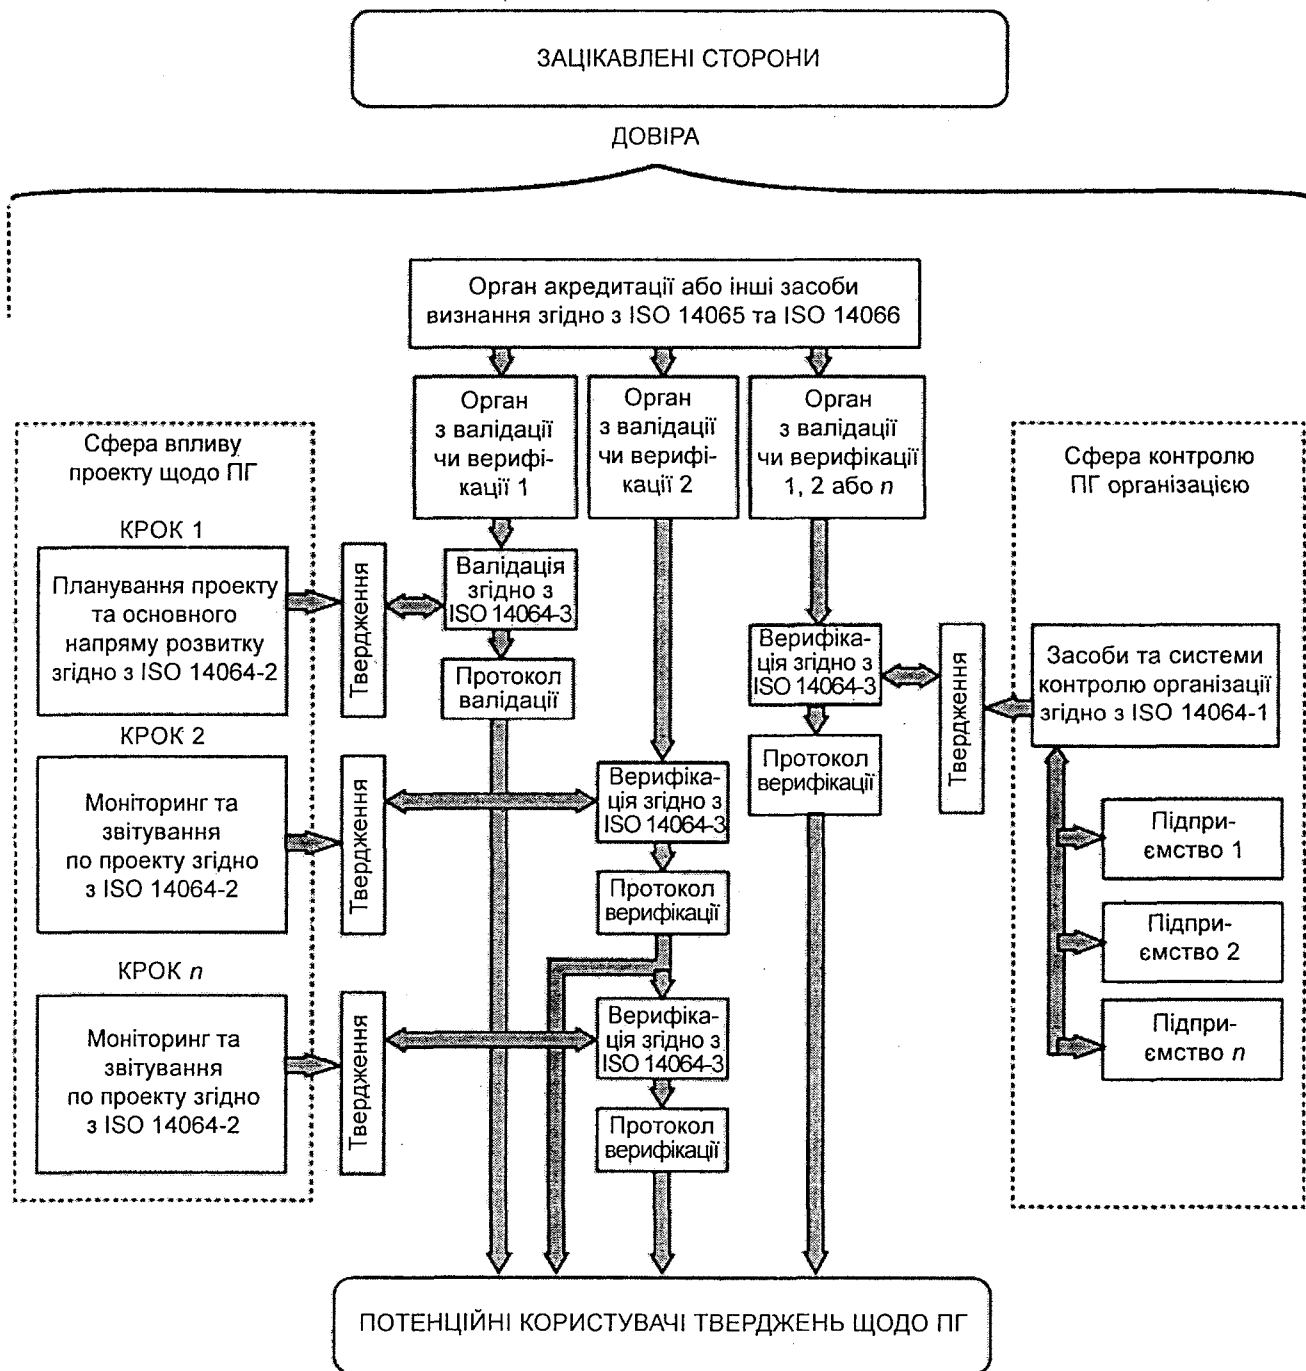 ЗАЦІКАВЛЕНІ СТОРОНИ
ДОВІРА
Орган акредитації або інші засоби
визнання згідно з ISO 14065 та ISO 14066
Орган
з валідації
чи верифі-
кації 1
Орган
з валідації
чи верифі-
кації 2
Орган
з валідації
чи верифікації
1, 2 або n
Сфера впливу
проекту щодо ПГ
КРОК 1
Планування проекту
та основного
напряму розвитку
згідно з ISO 14064-2
Твердження
Валідація
згідно з
ISO 14064-3
Протокол
валідації
КРОК 2
Моніторинг та
звітування
по проекту згідно
з ISO 14064-2
Твердження
Верифіка-
ція згідно з
ISO 14064-3
Протокол
верифікації
КРОК n
Моніторинг та
звітування
по проекту згідно
з ISO 14064-2
Твердження
Верифіка-
ція згідно з
ISO 14064-3
Протокол
верифікації
Верифіка-
ція згідно з
ISO 14064-3
Протокол
верифікації
Твердження
Сфера контролю
ПГ організацією
Засоби та системи
контролю організації
згідно з ISO 14064-1
Підпри-
ємство 1
Підпри-
ємство 2
Підпри-
ємство n
ПОТЕНЦІЙНІ КОРИСТУВАЧІ ТВЕРДЖЕНЬ ЩОДО ПГ